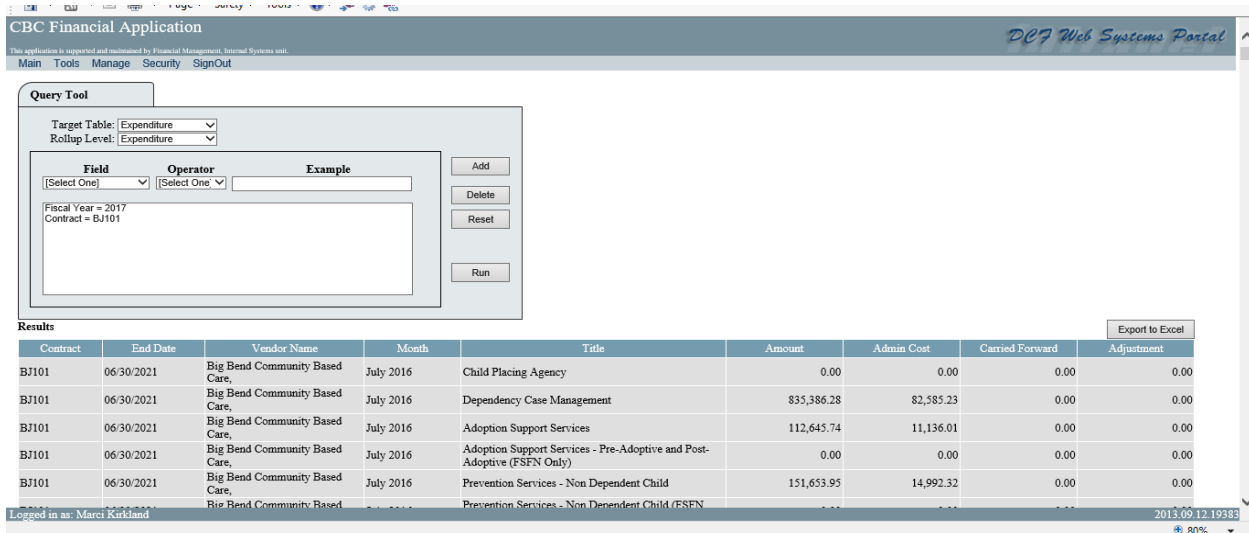 Page Safety Tools
CBC Financial Application
DCF Web Systems Portal
This application is supported and maintained by Financial Management, Internal Systems unit.
Main Tools Manage Security SignOut
Query Tool
Target Table: Expenditure
Rollup Level: Expenditure
Field Operator Example
[Select One] [Select One]
Add
Delete
Reset
Run
Fiscal Year = 2017
Contract = BJ101
Results
Export to Excel
Contract End Date Vendor Name Month Title Amount Admin Cost Carried Forward Adjustment
BJ101 06/30/2021 Big Bend Community Based Care, July 2016 Child Placing Agency 0.00 0.00 0.00 0.00
BJ101 06/30/2021 Big Bend Community Based Care, July 2016 Dependency Case Management 835,386.28 82,585.23 0.00 0.00
BJ101 06/30/2021 Big Bend Community Based Care, July 2016 Adoption Support Services 112,645.74 11,136.01 0.00 0.00
BJ101 06/30/2021 Big Bend Community Based Care, July 2016 Adoption Support Services - Pre-Adoptive and Post-Adoptive (FSFN Only) 0.00 0.00 0.00 0.00
BJ101 06/30/2021 Big Bend Community Based Care, July 2016 Prevention Services - Non Dependent Child 151,653.95 14,992.32 0.00 0.00
Big Bend Community Based Prevention Services - Non Dependent Child (FSFN
Logged in as: Marci Kirkland 2013.09.12.19383
80%